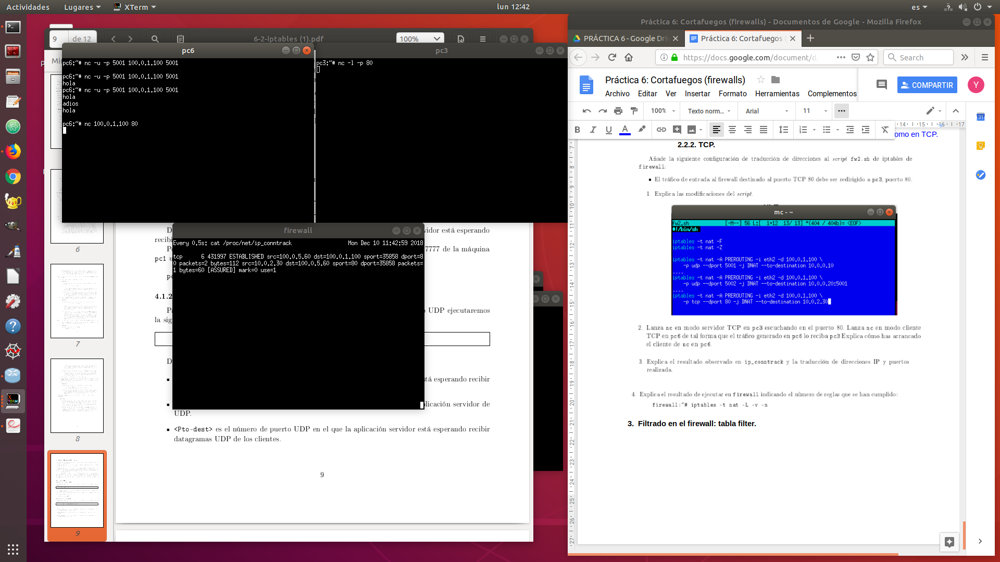 Actividades
Lugares
XTerm
lun 12:42
es
9
de 12
6-2-iptables (1).pdf
100%
pc6
pc6:~# nc -u -p 5001 100.0.1.100 5001
pc6:~# nc -u -p 5001 100.0.1.100 5001
hola
pc6:~# nc -u -p 5001 100.0.1.100 5001
hola
adios
hola
pc6:~# nc 100.0.1.100 80
pc3
pc3:~# nc -l -p 80
firewall
Every 0.5s: cat /proc/net/ip_conntrack
Mon Dec 10 11:42:59 2018
tcp      6 431997 ESTABLISHED src=100.0.5.60 dst=100.0.1.100 sport=35858 dport=8
0 packets=2 bytes=112 src=10.0.2.30 dst=100.0.5.60 sport=80 dport=35858 packets=
1 bytes=60 [ASSURED] mark=0 use=1
vidor está esperando
recibi
7777 de la máquina
pc1 u
4.1.2
UDP ejecutaremos
la sig
tá esperando recibir
plicación servidor de
UDP.
<Pto-dest> es el número de puerto UDP en el que la aplicación servidor está esperando recibir
datagramas UDP de los clientes.
9
6
7
8
9
Práctica 6: Cortafuegos (firewalls) - Documentos de Google - Mozilla Firefox
PRÁCTICA 6 - Google Dri
Práctica 6: Cortafuegos (
https://docs.google.com/document/d
Search
Práctica 6: Cortafuegos (firewalls)
Archivo Editar Ver Insertar Formato Herramientas Complementos
COMPARTIR
Y
100%
Texto norm...
Arial
11
omo en TCP.
2.2.2. TCP.
Añade la siguiente configuración de traducción de direcciones al script fw2.sh de iptables de
firewall:
El tráfico de entrada al firewall destinado al puerto TCP 80 debe ser redirigido a pc3, puerto 80.
1. Explica las modificaciones del script.
mc - ~
fw2.sh [-M--] 56 L:[  1+12  13/ 13] *(404 / 404b)= <EOF>
#!/bin/sh
iptables -t nat -F
iptables -t nat -Z
iptables -t nat -A PREROUTING -i eth2 -d 100.0.1.100 \
-p udp --dport 5001 -j DNAT --to-destination 10.0.0.10
iptables -t nat -A PREROUTING -i eth2 -d 100.0.1.100 \
-p udp --dport 5002 -j DNAT --to-destination 10.0.0.20:5001
iptables -t nat -A PREROUTING -i eth2 -d 100.0.1.100 \
-p tcp --dport 80 -j DNAT --to-destination 10.0.2.30
2. Lanza nc en modo servidor TCP en pc3 escuchando en el puerto 80. Lanza nc en modo cliente
TCP en pc6 de tal forma que el tráfico generado en pc6 lo reciba pc3 Explica cómo has arrancado
el cliente de nc en pc6.
3. Explica el resultado observado en ip_conntrack y la traducción de direcciones IP y puertos
realizada.
4. Explica el resultado de ejecutar en firewall indicando el número de reglas que se han cumplido:
firewall:~# iptables -t nat -L -v -n
3. Filtrado en el firewall: tabla filter.